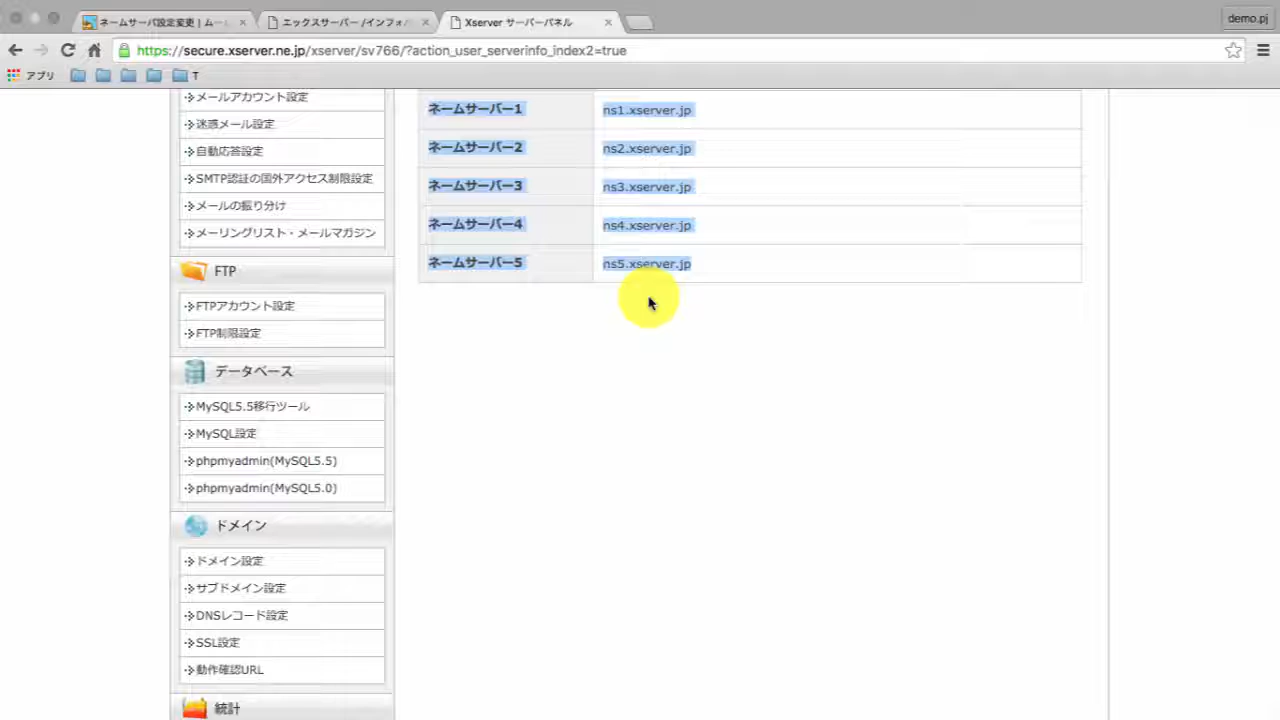 ネームサーバ設定変更 | ムー
エックスサーバー /インフォ
Xserver サーバーパネル
demo.pj
https://secure.xserver.ne.jp/xserver/sv766/?action_user_serverinfo_index2=true
アプリ
T
メールアカウント設定
迷惑メール設定
自動応答設定
SMTP認証の国外アクセス制限設定
メールの振り分け
メーリングリスト・メールマガジン
FTP
FTPアカウント設定
FTP制限設定
データベース
MySQL5.5移行ツール
MySQL設定
phpmyadmin(MySQL5.5)
phpmyadmin(MySQL5.0)
ドメイン
ドメイン設定
サブドメイン設定
DNSレコード設定
SSL設定
動作確認URL
統計
ネームサーバー1 ns1.xserver.jp
ネームサーバー2 ns2.xserver.jp
ネームサーバー3 ns3.xserver.jp
ネームサーバー4 ns4.xserver.jp
ネームサーバー5 ns5.xserver.jp